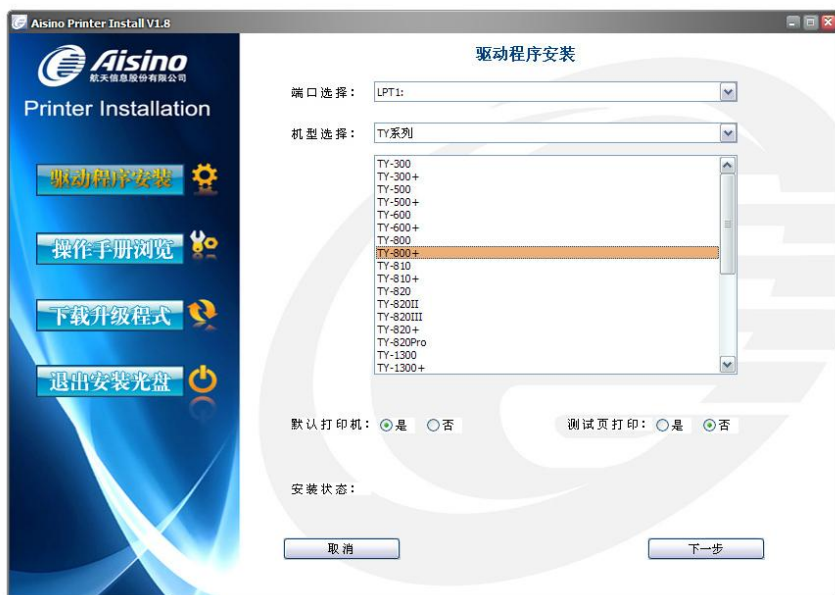 Aisino Printer Install V1.8
Aisino
航天信息股份有限公司
Printer Installation
驱动程序安装
操作手册浏览
下载升级程式
退出安装光盘
驱动程序安装
端口选择：
LPT1:
机型选择：
TY系列
TY-300
TY-300+
TY-500
TY-500+
TY-600
TY-600+
TY-800
TY-800+
TY-810
TY-810+
TY-820
TY-820II
TY-820III
TY-820+
TY-820Pro
TY-1300
TY-1300+
默认打印机： 是 否
测试页打印： 是 否
安装状态：
取消
下一步